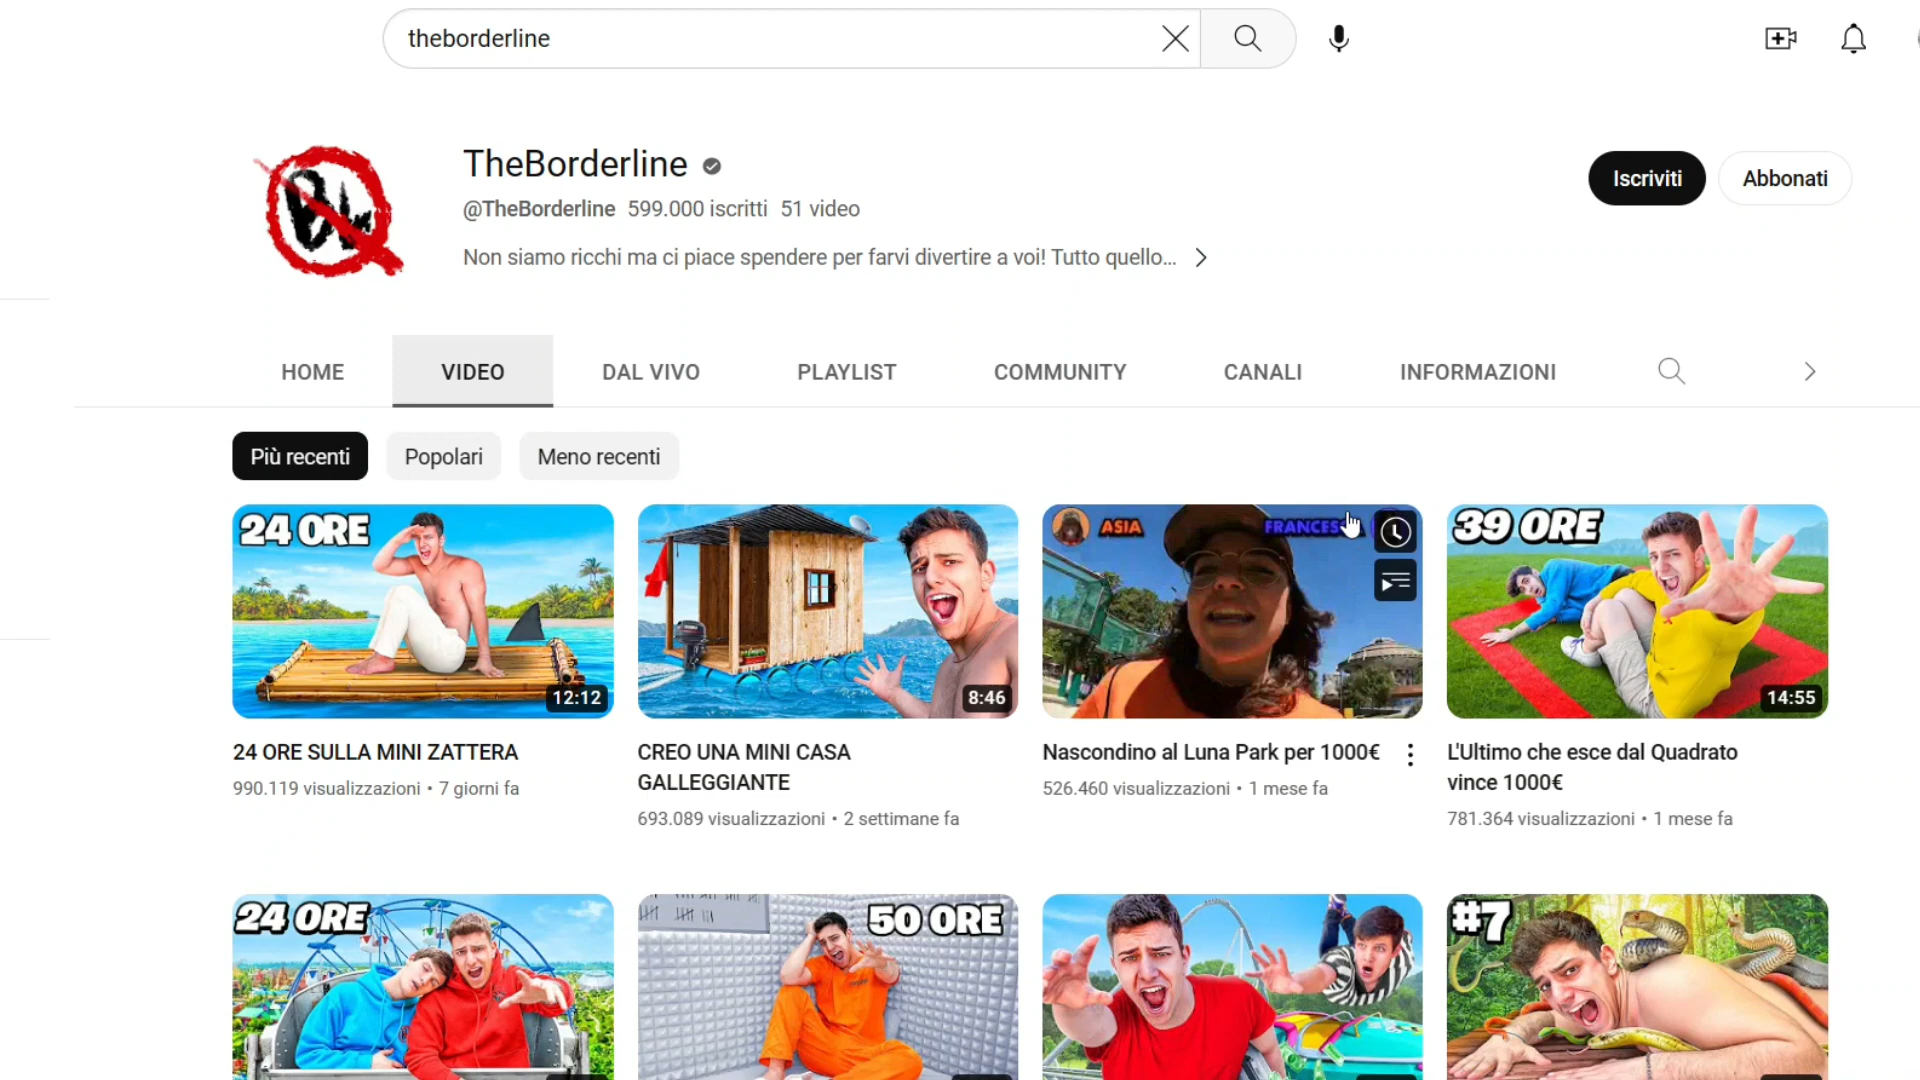 theborderline
TheBorderline
@TheBorderline 599.000 iscritti 51 video
Non siamo ricchi ma ci piace spendere per farvi divertire a voi! Tutto quello...
Iscriviti
Abbonati
HOME
VIDEO
DAL VIVO
PLAYLIST
COMMUNITY
CANALI
INFORMAZIONI
Più recenti
Popolari
Meno recenti
24 ORE
12:12
8:46
ASIA
39 ORE
14:55
24 ORE SULLA MINI ZATTERA
990.119 visualizzazioni • 7 giorni fa
CREO UNA MINI CASA
GALLEGGIANTE
693.089 visualizzazioni • 2 settimane fa
Nascondino al Luna Park per 1000€
526.460 visualizzazioni • 1 mese fa
L'Ultimo che esce dal Quadrato
vince 1000€
781.364 visualizzazioni • 1 mese fa
24 ORE
50 ORE
#7